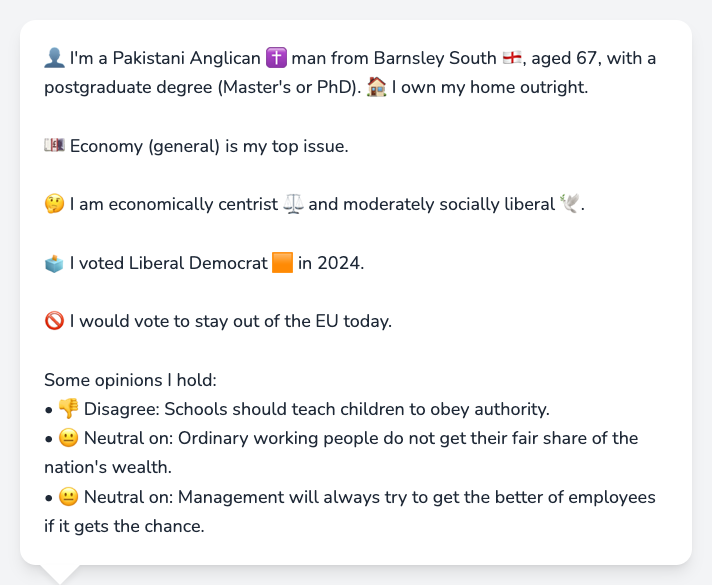 👤 I'm a Pakistani Anglican ✝️ man from Barnsley South 🏴󠁧󠁢󠁥󠁮󠁧󠁿, aged 67, with a
postgraduate degree (Master's or PhD). 🏠 I own my home outright.
💷 Economy (general) is my top issue.
🤔 I am economically centrist ⚖️ and moderately socially liberal 🕊️.
🗳️ I voted Liberal Democrat 🟧 in 2024.
🚫 I would vote to stay out of the EU today.
Some opinions I hold:
• 👎 Disagree: Schools should teach children to obey authority.
• 😐 Neutral on: Ordinary working people do not get their fair share of the
nation's wealth.
• 😐 Neutral on: Management will always try to get the better of employees
if it gets the chance.